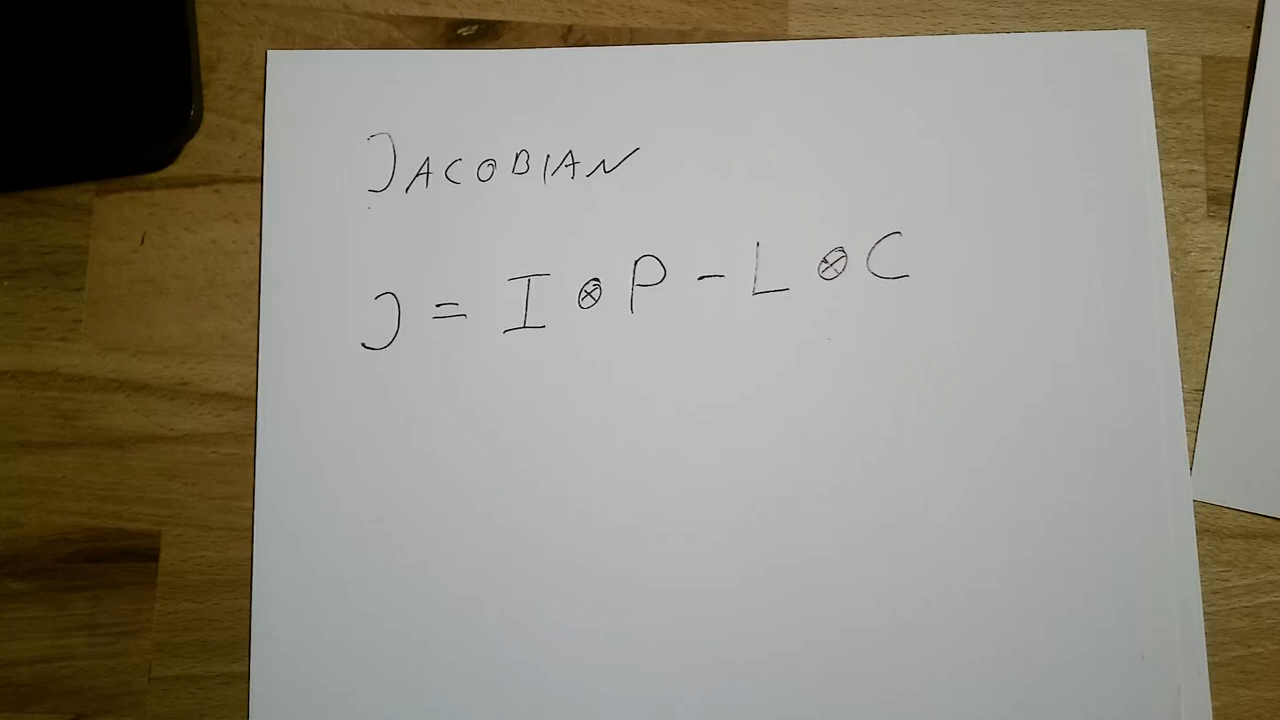 JACOBIAN
J = I ⊗ P - L ⊗ C